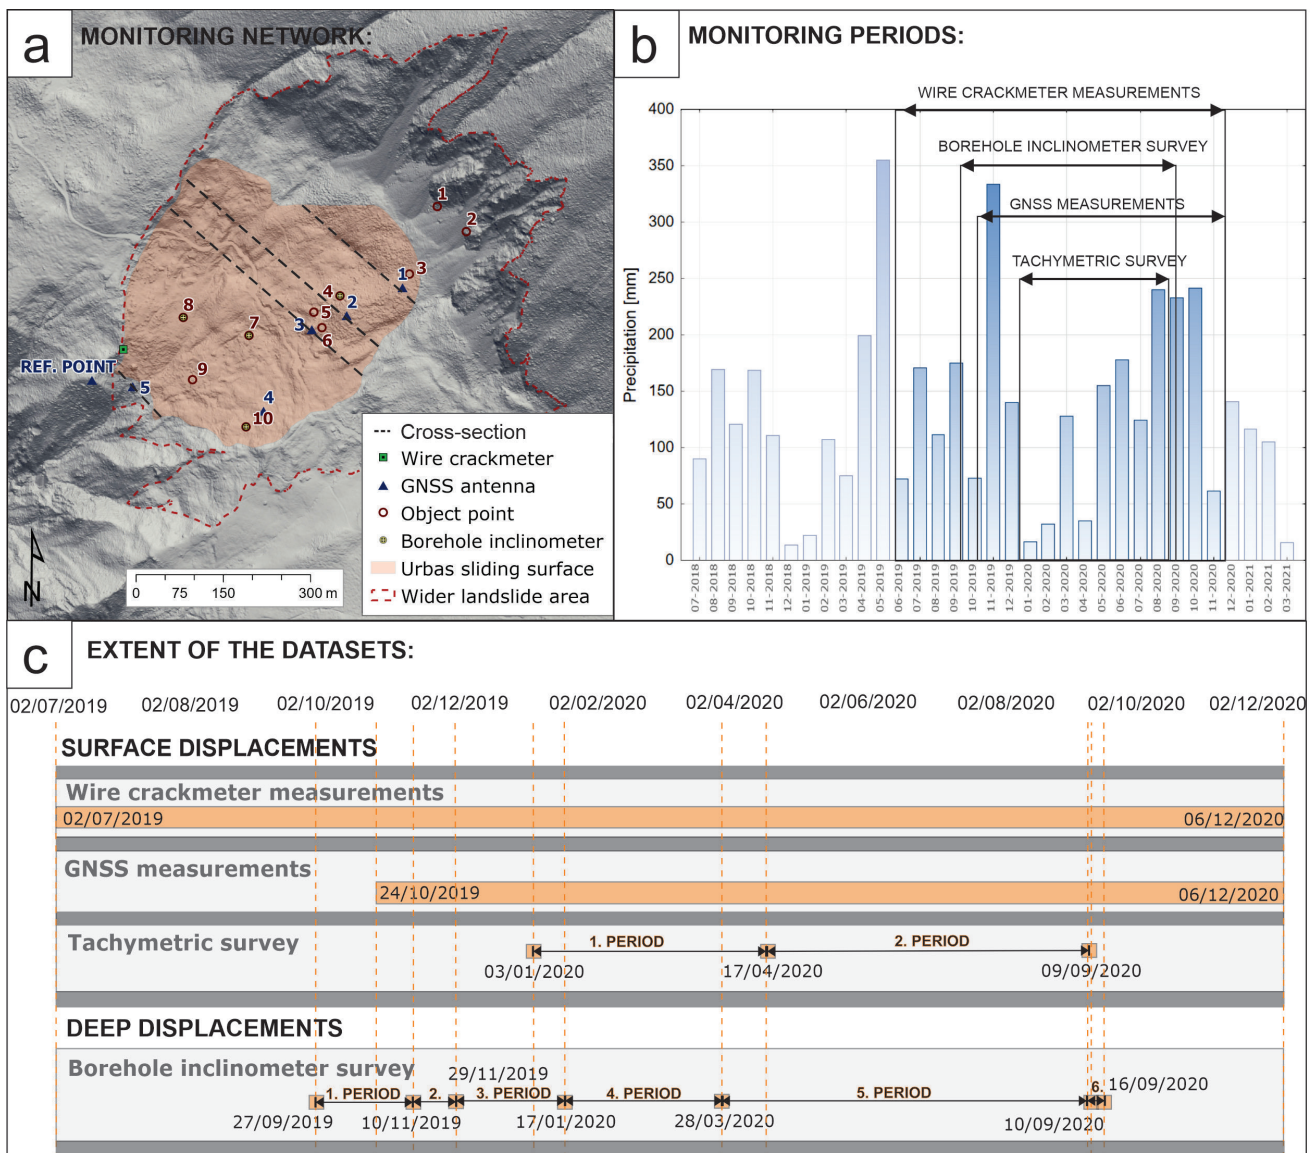 a
MONITORING NETWORK:
1
2
3
1
4
2
5
3
6
8
7
9
REF. POINT
5
4
10
Cross-section
Wire crackmeter
GNSS antenna
Object point
Borehole inclinometer
Urbas sliding surface
Wider landslide area
N
0 75 150 300 m
b
MONITORING PERIODS:
WIRE CRACKMETER MEASUREMENTS
BOREHOLE INCLINOMETER SURVEY
GNSS MEASUREMENTS
TACHYMETRIC SURVEY
Precipitation [mm]
400
350
300
250
200
150
100
50
0
07-2018
08-2018
09-2018
10-2018
11-2018
12-2018
01-2019
02-2019
03-2019
04-2019
05-2019
06-2019
07-2019
08-2019
09-2019
10-2019
11-2019
12-2019
01-2020
02-2020
03-2020
04-2020
05-2020
06-2020
07-2020
08-2020
09-2020
10-2020
11-2020
12-2020
01-2021
02-2021
03-2021
c
EXTENT OF THE DATASETS:
02/07/2019 02/08/2019 02/10/2019 02/12/2019 02/02/2020 02/04/2020 02/06/2020 02/08/2020 02/10/2020 02/12/2020
SURFACE DISPLACEMENTS
Wire crackmeter measurements
02/07/2019 06/12/2020
GNSS measurements
24/10/2019 06/12/2020
Tachymetric survey
1. PERIOD 2. PERIOD
03/01/2020 17/04/2020 09/09/2020
DEEP DISPLACEMENTS
Borehole inclinometer survey
29/11/2019 16/09/2020
1. PERIOD 2. 3. PERIOD 4. PERIOD 5. PERIOD 6.
27/09/2019 10/11/2019 17/01/2020 28/03/2020 10/09/2020